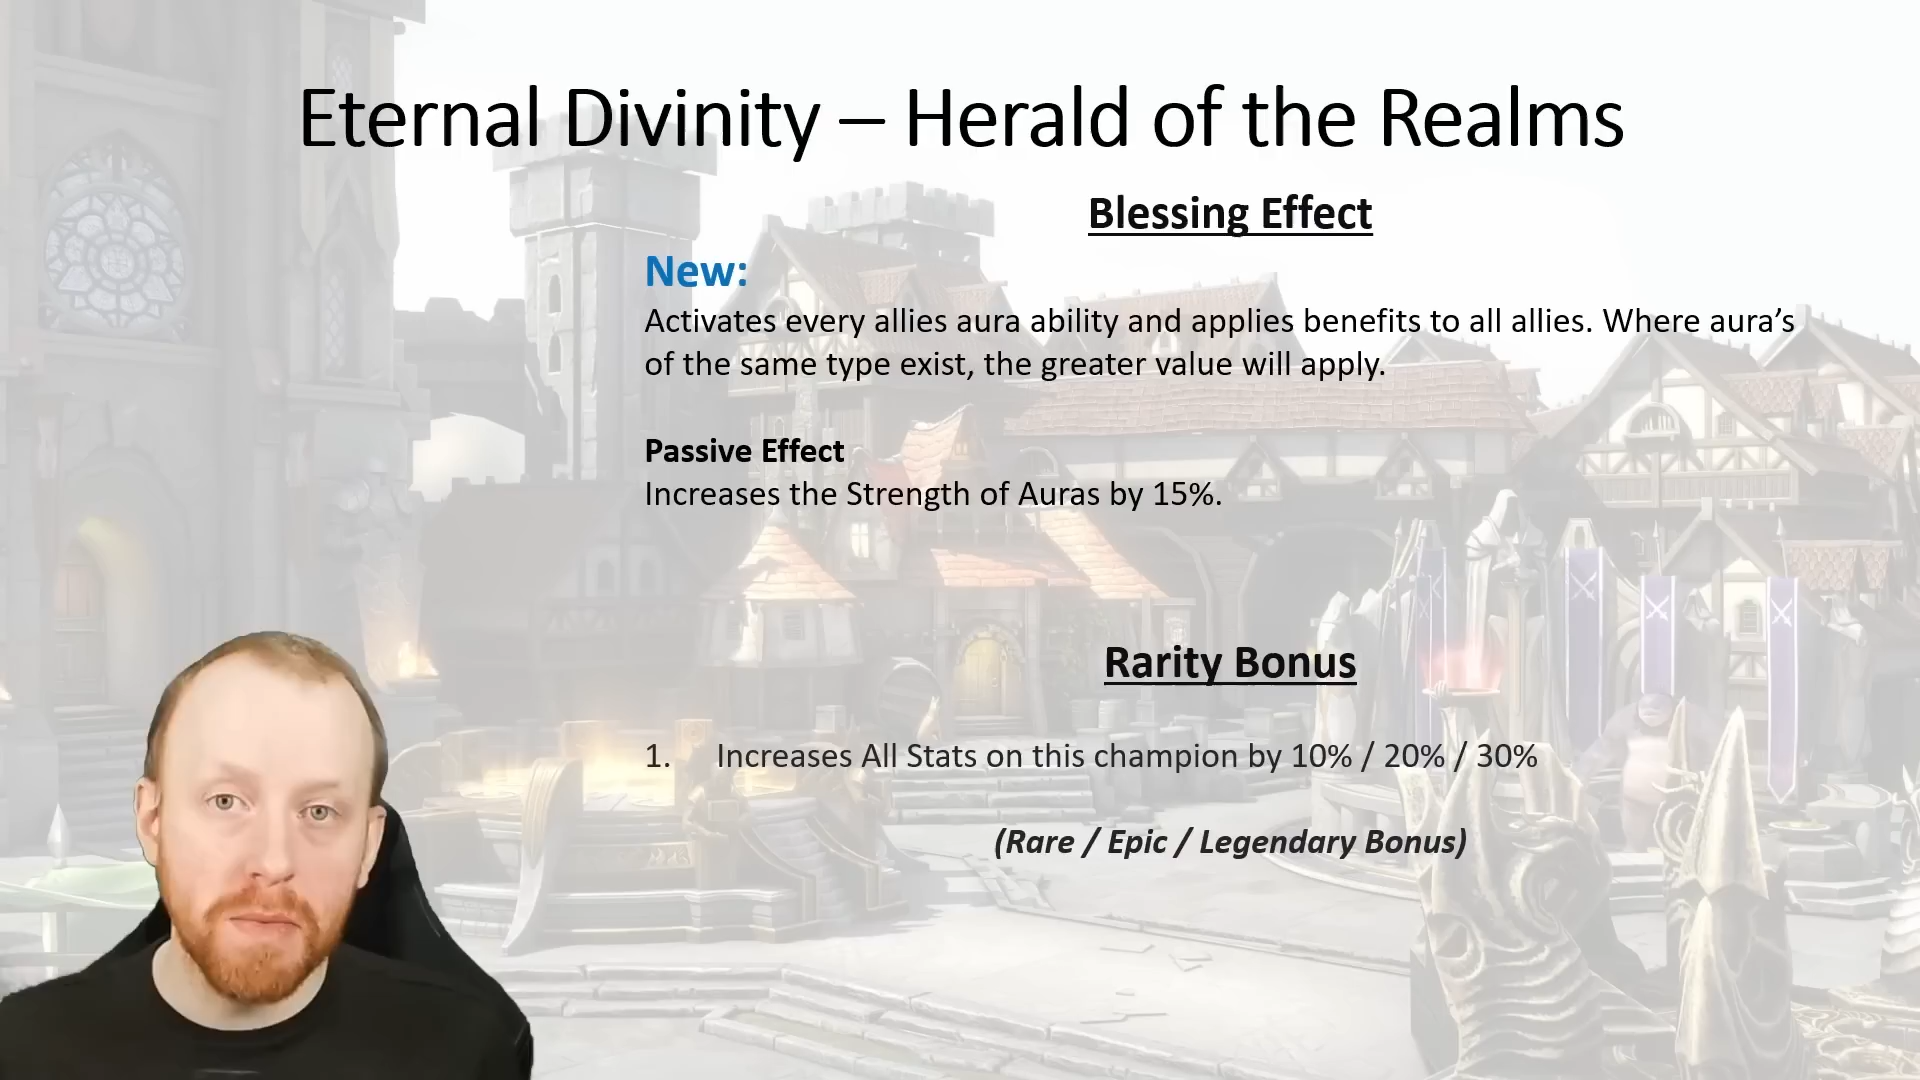 Eternal Divinity – Herald of the Realms
Blessing Effect
New:
Activates every allies aura ability and applies benefits to all allies. Where aura’s
of the same type exist, the greater value will apply.
Passive Effect
Increases the Strength of Auras by 15%.
Rarity Bonus
1. Increases All Stats on this champion by 10% / 20% / 30%
(Rare / Epic / Legendary Bonus)